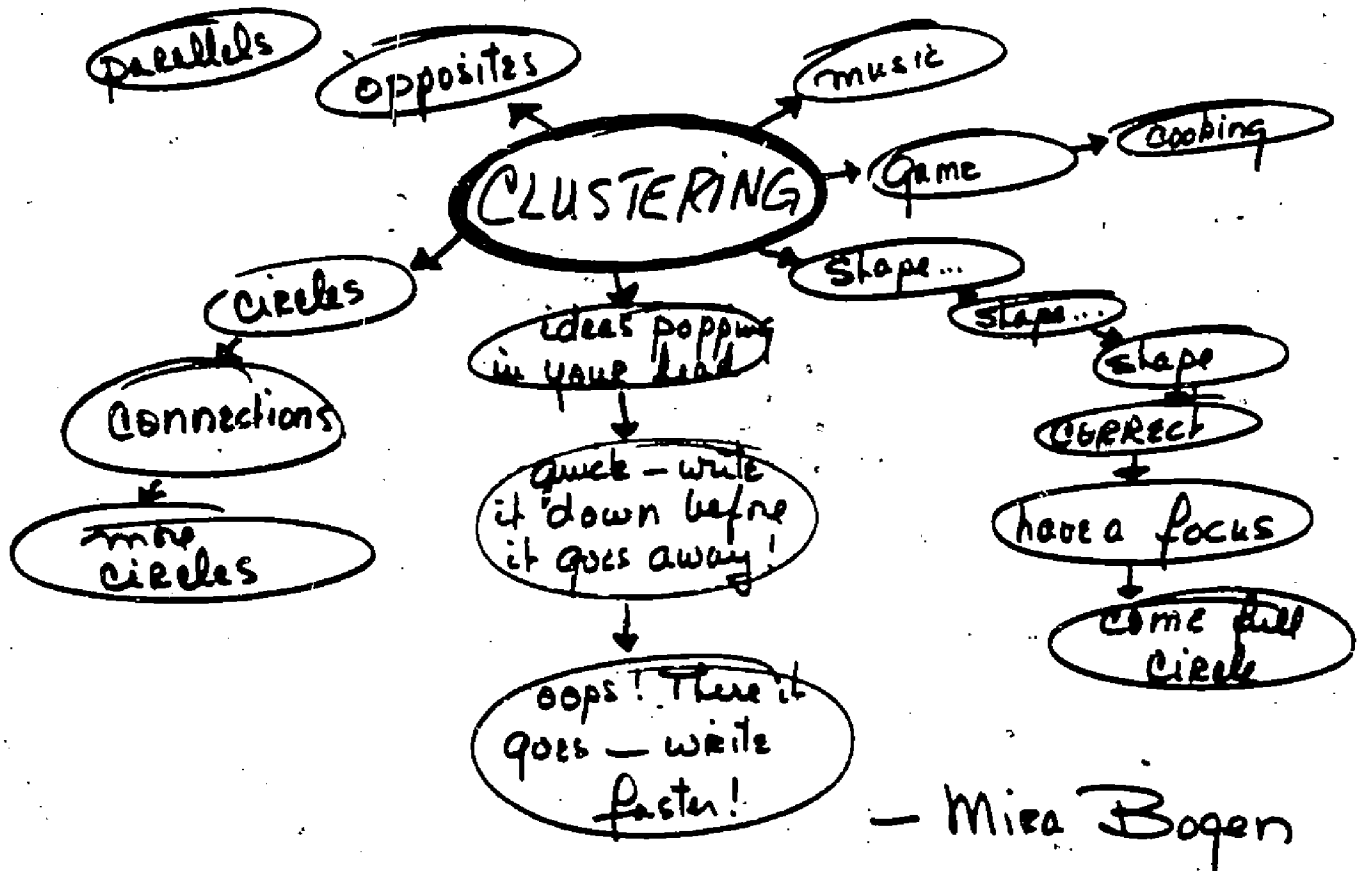 parallels
opposites
music
cooking
game
CLUSTERING
shape...
circles
ideas popping
in your head
shape...
shape
connections
correct
quick — write
it down before
it goes away!
have a focus
more
circles
come full
circle
oops! There it
goes — write
faster!
— Mira Bogen